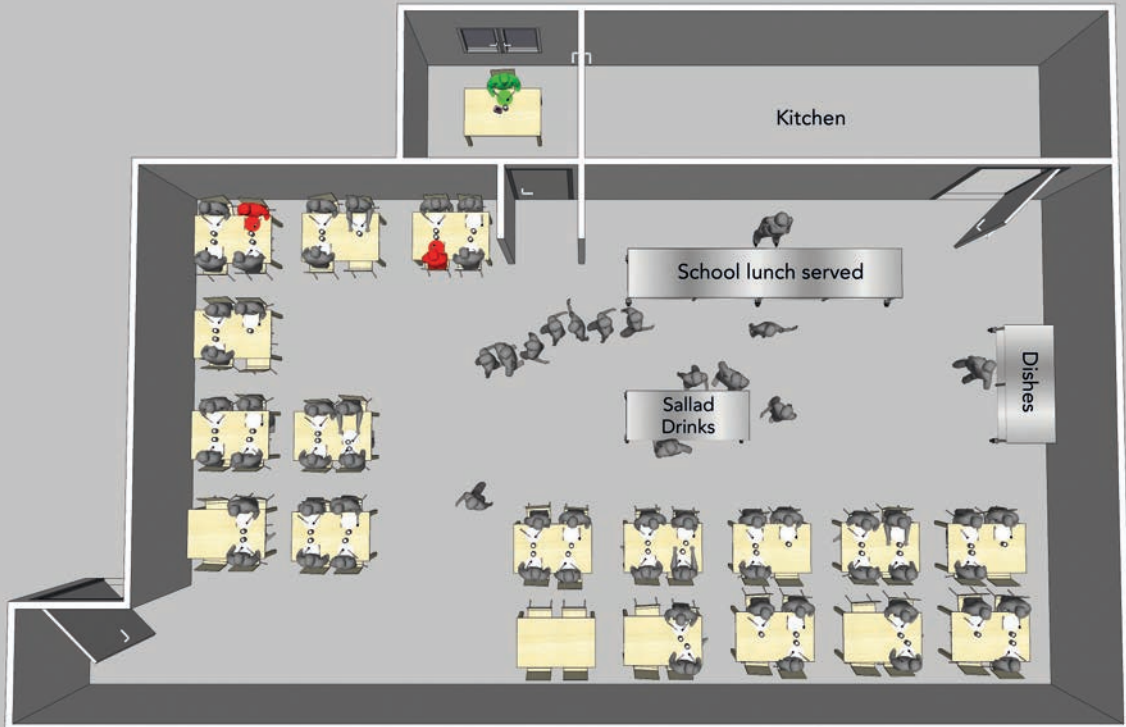 Kitchen
School lunch served
Dishes
Sallad
Drinks